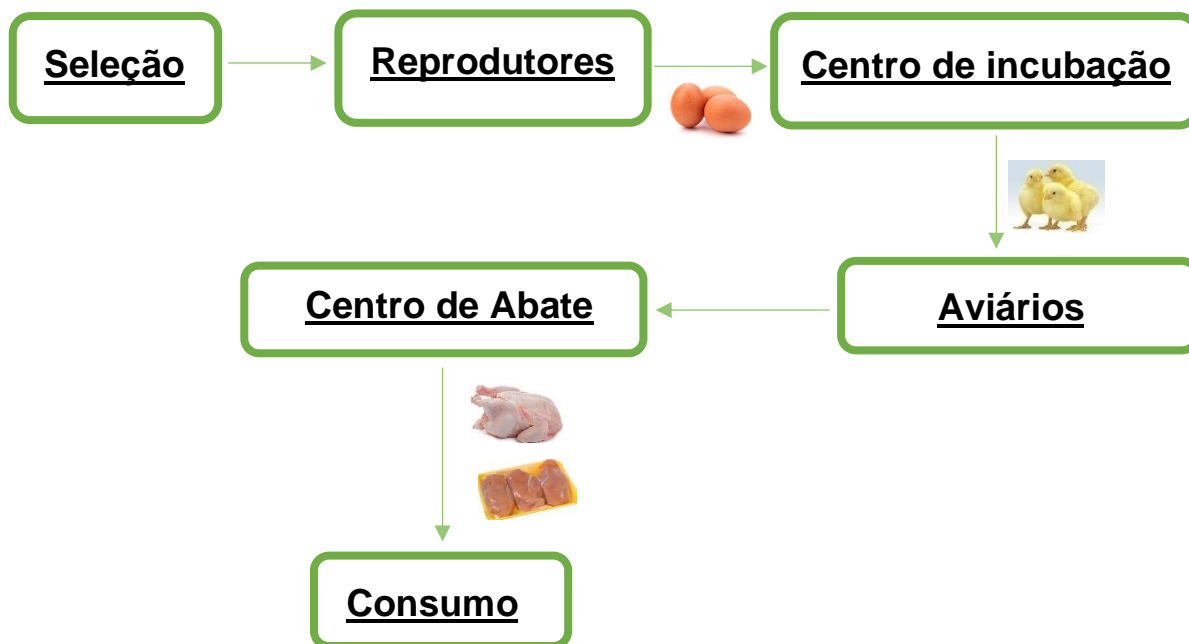 Seleção
Reprodutores
Centro de incubação
Aviários
Centro de Abate
Consumo